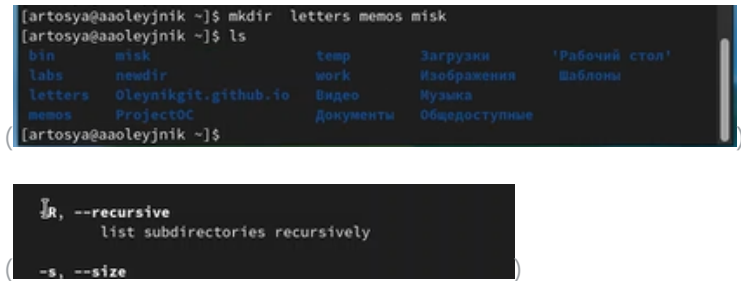 [artosya@aaoleyjnik ~]$ mkdir  letters memos misk
[artosya@aaoleyjnik ~]$ ls
bin misk temp Загрузки 'Рабочий стол'
labs newdir work Изображения Шаблоны
letters Oleynikgit.github.io Видео Музыка
memos ProjectOC Документы Общедоступные
([artosya@aaoleyjnik ~]$ )
-R, --recursive
list subdirectories recursively
(-s, --size )